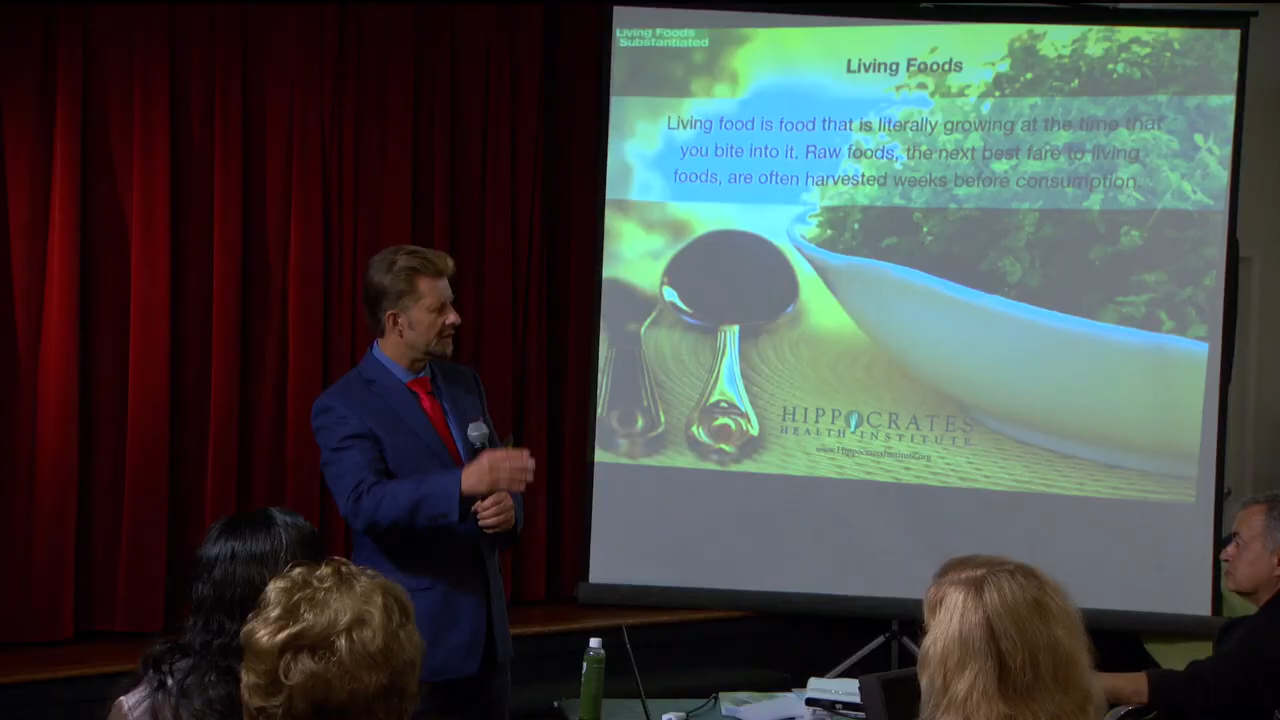 Living Foods
Substantiated
Living Foods
Living food is food that is literally growing at the time that
you bite into it. Raw foods, the next best fare to living
foods, are often harvested weeks before consumption.
HIPPOCRATES
HEALTH INSTITUTE
www.HippocratesInstitute.org